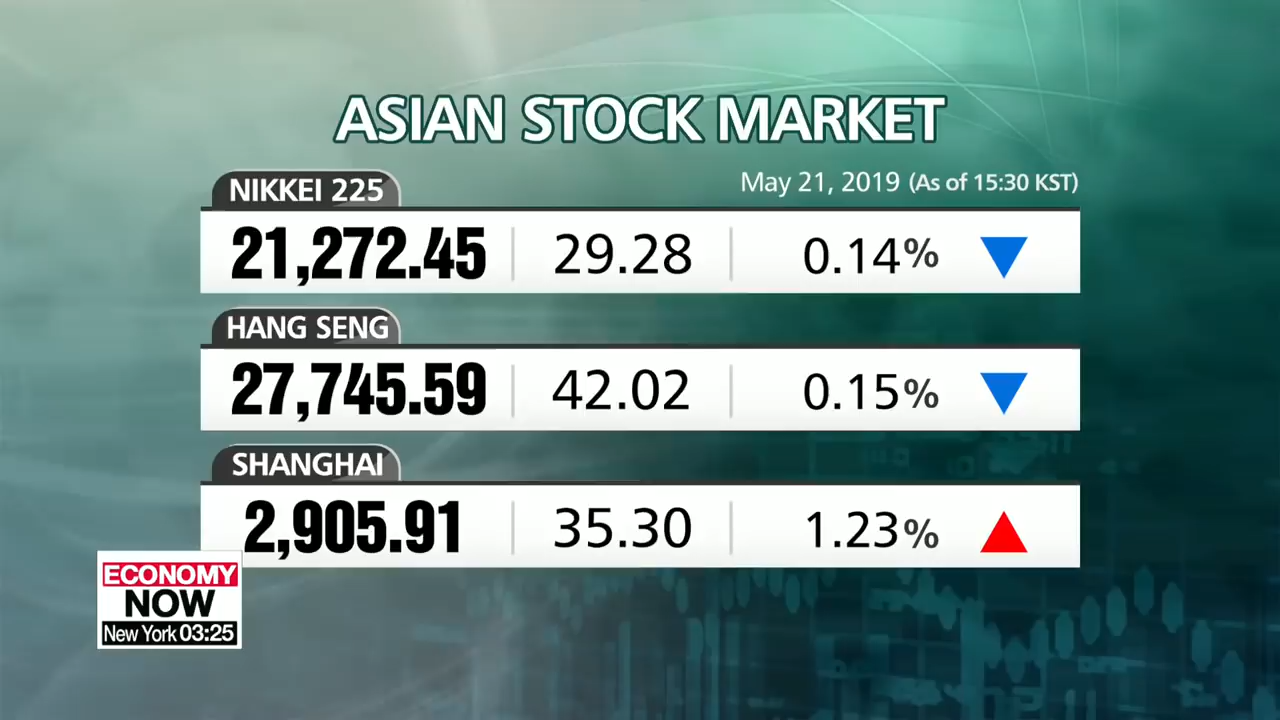 ASIAN STOCK MARKET
May 21, 2019 (As of 15:30 KST)
NIKKEI 225
21,272.45 29.28 0.14% ▼
HANG SENG
27,745.59 42.02 0.15% ▼
SHANGHAI
2,905.91 35.30 1.23% ▲
ECONOMY
NOW
New York 03:25